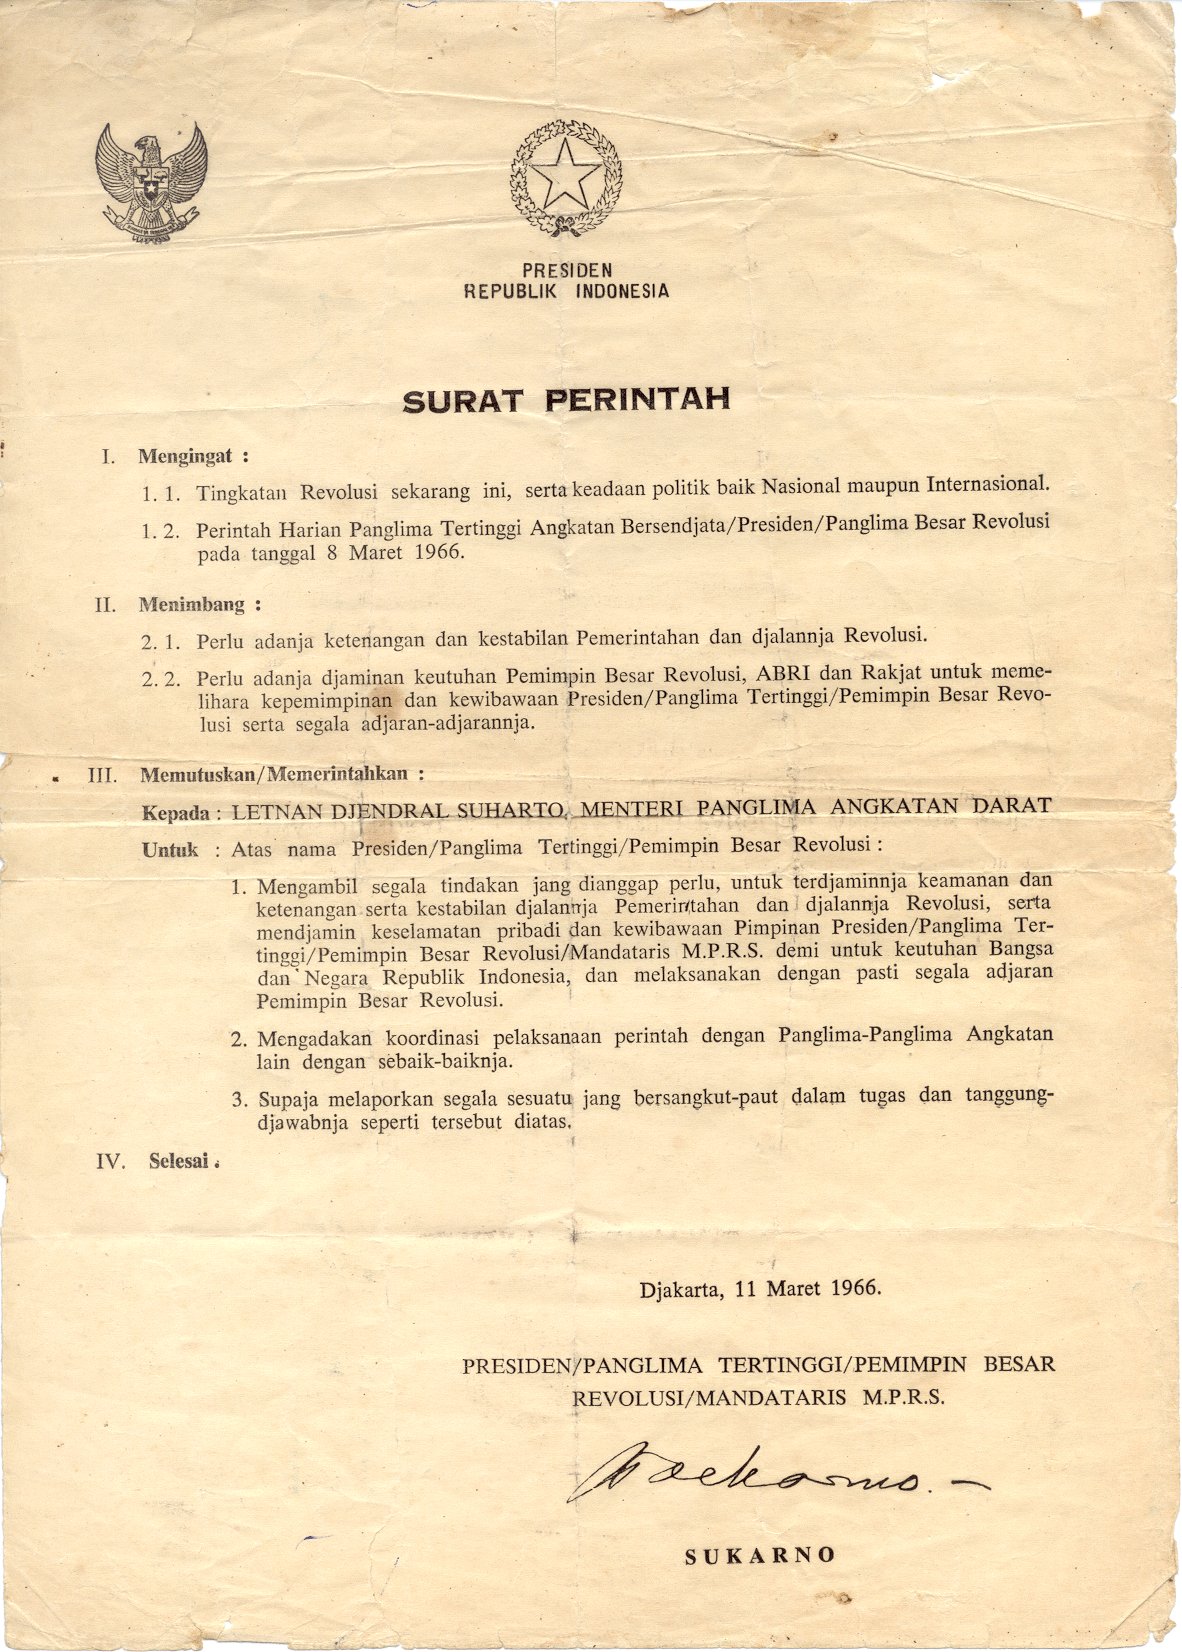 PRESIDEN
REPUBLIK INDONESIA
SURAT PERINTAH
I. Mengingat :
1. 1. Tingkatan Revolusi sekarang ini, serta keadaan politik baik Nasional maupun Internasional.
1. 2. Perintah Harian Panglima Tertinggi Angkatan Bersendjata/Presiden/Panglima Besar Revolusi
pada tanggal 8 Maret 1966.
II. Menimbang :
2. 1. Perlu adanja ketenangan dan kestabilan Pemerintahan dan djalannja Revolusi.
2. 2. Perlu adanja djaminan keutuhan Pemimpin Besar Revolusi, ABRI dan Rakjat untuk meme-
lihara kepemimpinan dan kewibawaan Presiden/Panglima Tertinggi/Pemimpin Besar Revo-
lusi serta segala adjaran-adjarannja.
III. Memutuskan/Memerintahkan :
Kepada : LETNAN DJENDRAL SUHARTO, MENTERI PANGLIMA ANGKATAN DARAT
Untuk : Atas nama Presiden/Panglima Tertinggi/Pemimpin Besar Revolusi :
1. Mengambil segala tindakan jang dianggap perlu, untuk terdjaminnja keamanan dan
ketenangan serta kestabilan djalannja Pemerintahan dan djalannja Revolusi, serta
mendjamin keselamatan pribadi dan kewibawaan Pimpinan Presiden/Panglima Ter-
tinggi/Pemimpin Besar Revolusi/Mandataris M.P.R.S. demi untuk keutuhan Bangsa
dan Negara Republik Indonesia, dan melaksanakan dengan pasti segala adjaran
Pemimpin Besar Revolusi.
2. Mengadakan koordinasi pelaksanaan perintah dengan Panglima-Panglima Angkatan
lain dengan sebaik-baiknja.
3. Supaja melaporkan segala sesuatu jang bersangkut-paut dalam tugas dan tanggung-
djawabnja seperti tersebut diatas.
IV. Selesai.
Djakarta, 11 Maret 1966.
PRESIDEN/PANGLIMA TERTINGGI/PEMIMPIN BESAR
REVOLUSI/MANDATARIS M.P.R.S.
Soekarno. –
SUKARNO